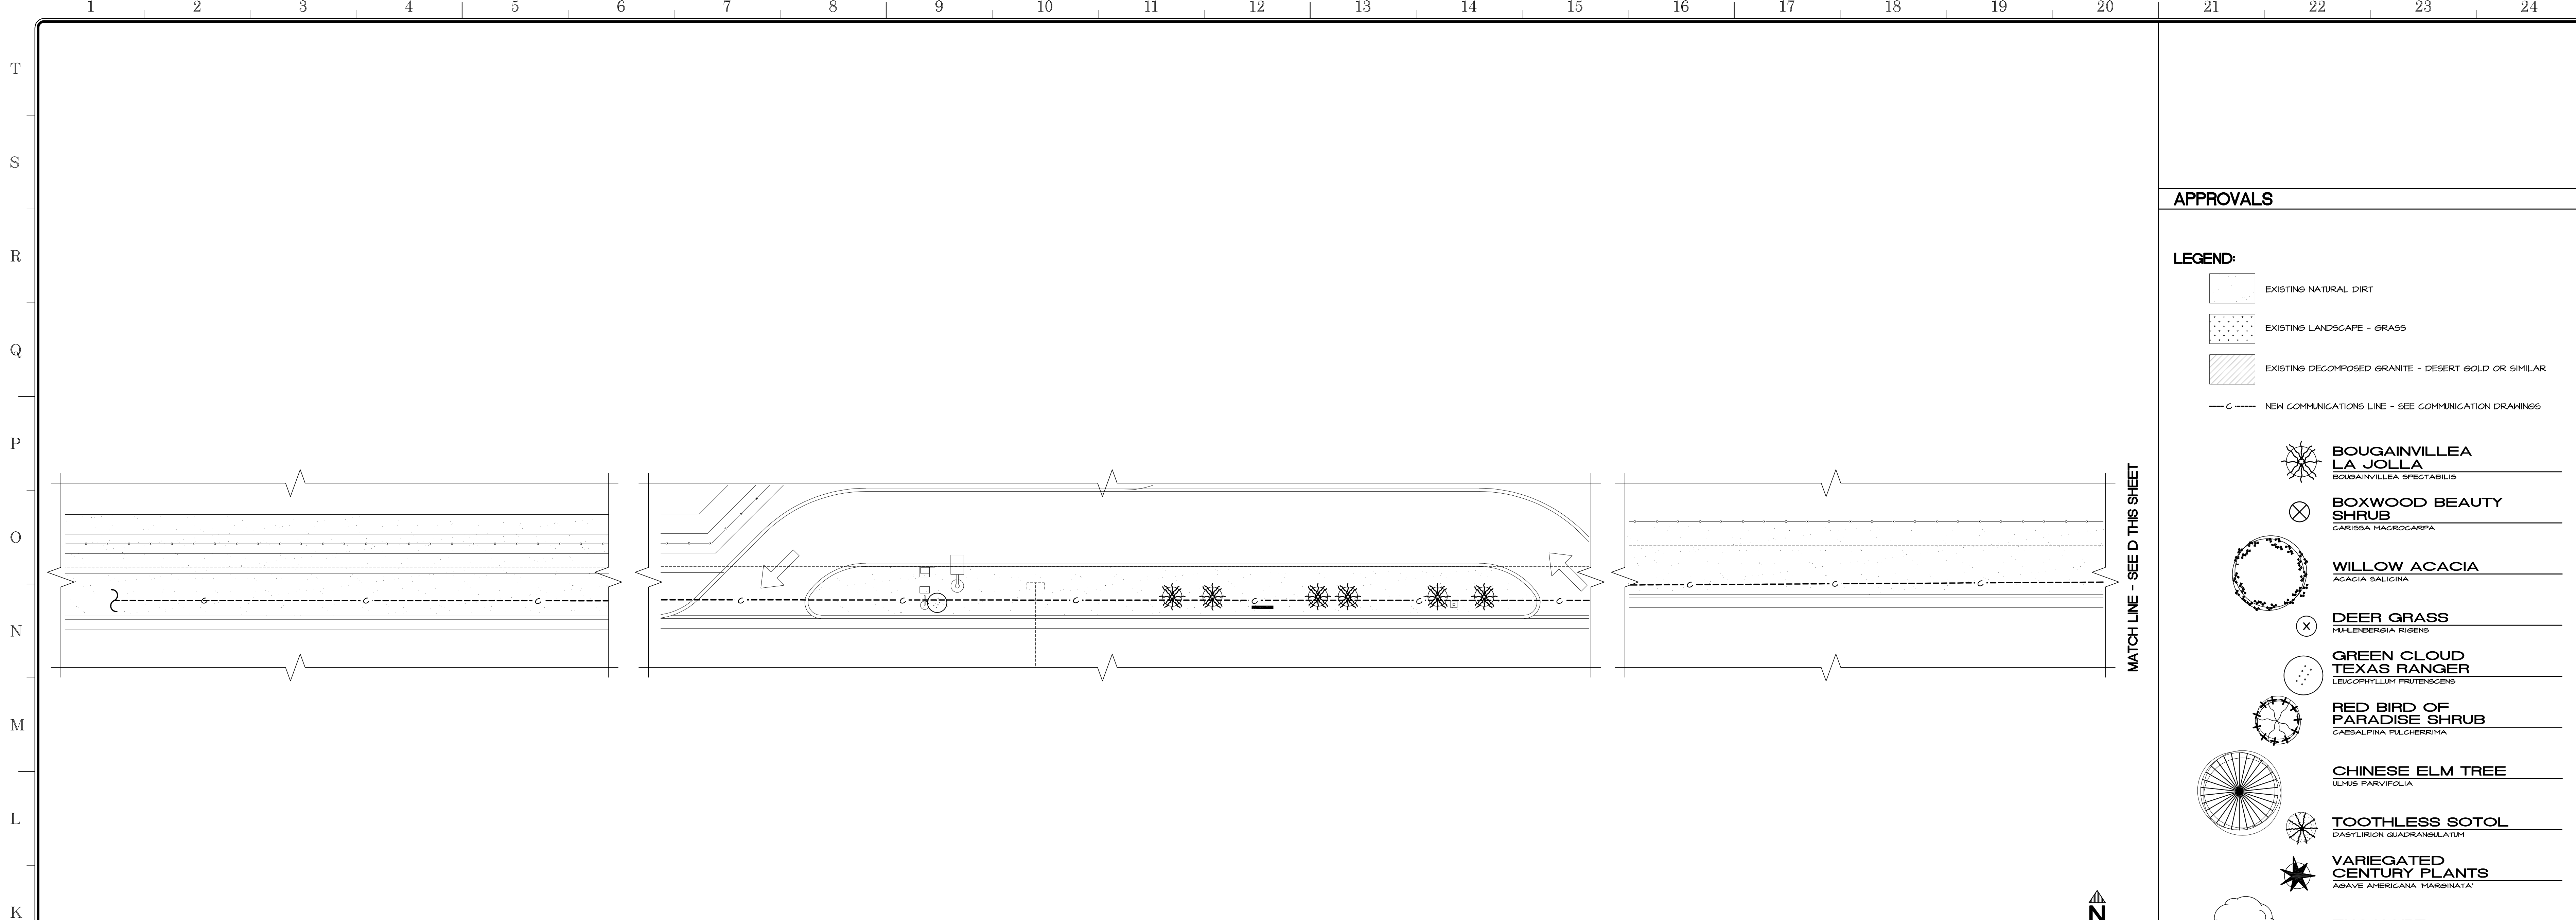 1 2 3 4 5 6 7 8 9 10 11 12 13 14 15 16 17 18 19 20 21 22 23 24
T
S
R
Q
P
O
N
M
L
K
C C C C C C C C C C C C
MATCH LINE - SEE D THIS SHEET
N
APPROVALS
LEGEND:
EXISTING NATURAL DIRT
EXISTING LANDSCAPE - GRASS
EXISTING DECOMPOSED GRANITE - DESERT GOLD OR SIMILAR
C NEW COMMUNICATIONS LINE - SEE COMMUNICATION DRAWINGS
BOUGAINVILLEA
LA JOLLA
BOUGAINVILLEA SPECTABILIS
BOXWOOD BEAUTY
SHRUB
CARISSA MACROCARPA
WILLOW ACACIA
ACACIA SALICINA
DEER GRASS
MUHLENBERGIA RIGENS
GREEN CLOUD
TEXAS RANGER
LEUCOPHYLLUM FRUTENSCENS
RED BIRD OF
PARADISE SHRUB
CAESALPINA PULCHERRIMA
CHINESE ELM TREE
ULMUS PARVIFOLIA
TOOTHLESS SOTOL
DASYLIRION QUADRANGULATUM
VARIEGATED
CENTURY PLANTS
AGAVE AMERICANA 'MARGINATA'